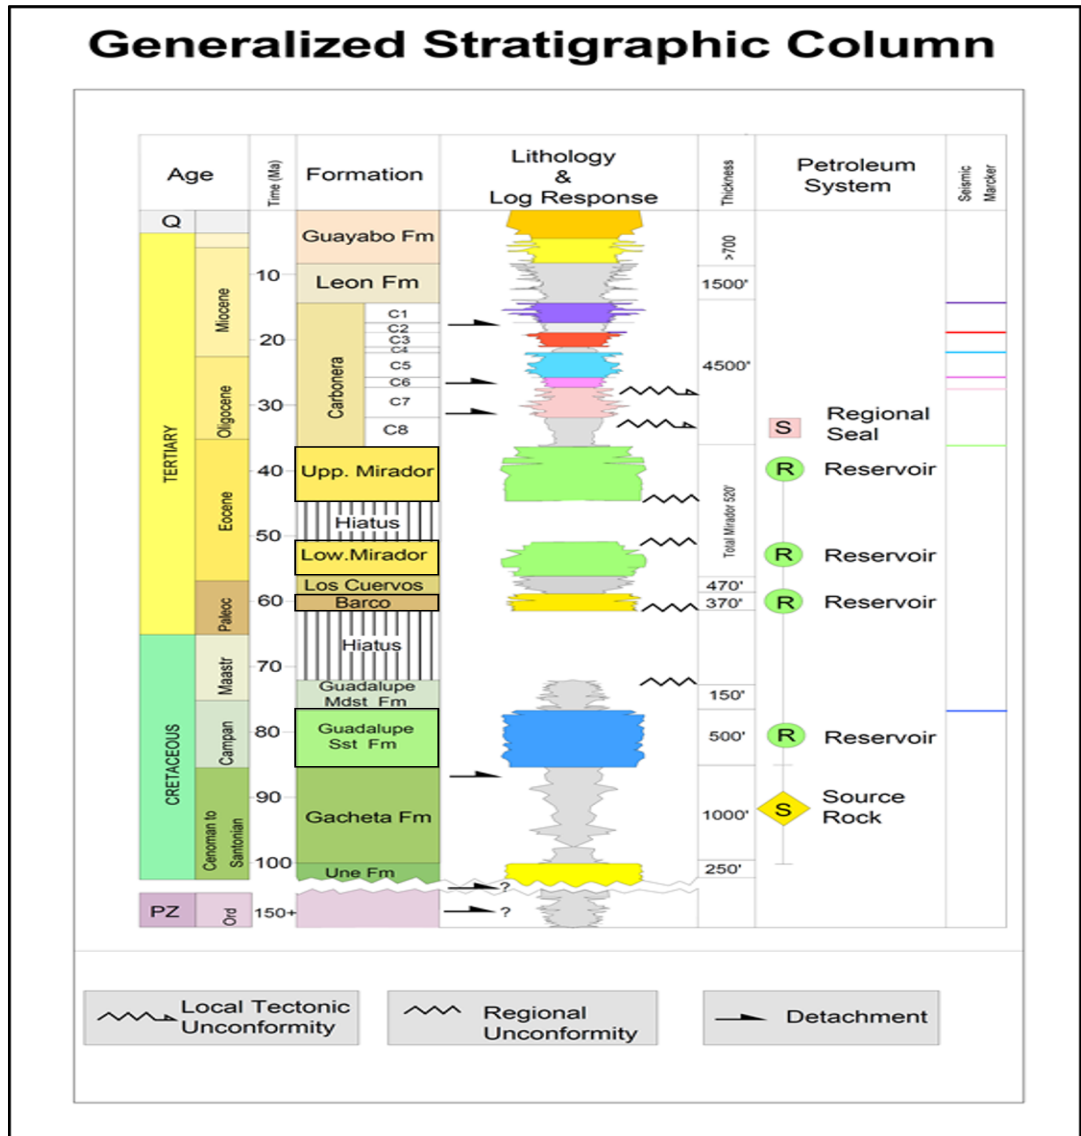 Generalized Stratigraphic Column
Age
Time (Ma)
Formation
Lithology
&
Log Response
Thickness
Petroleum
System
Seismic
Marcker
Q
TERTIARY
CRETACEOUS
PZ
Miocene
Oligocene
Eocene
Paleoc
Maastr
Campan
Cenoman to
Santonian
Ord
10
20
30
40
50
60
70
80
90
100
150+
Guayabo Fm
Leon Fm
Carbonera
C1
C2
C3
C4
C5
C6
C7
C8
Upp. Mirador
Hiatus
Low.Mirador
Los Cuervos
Barco
Hiatus
Guadalupe
Mdst Fm
Guadalupe
Sst Fm
Gacheta Fm
Une Fm
?
?
>700
1500'
4500'
Total Mirador 520'
470'
370'
150'
500'
1000'
250'
S
Regional
Seal
R
Reservoir
R
Reservoir
R
Reservoir
R
Reservoir
S
Source
Rock
Local Tectonic
Unconformity
Regional
Unconformity
Detachment